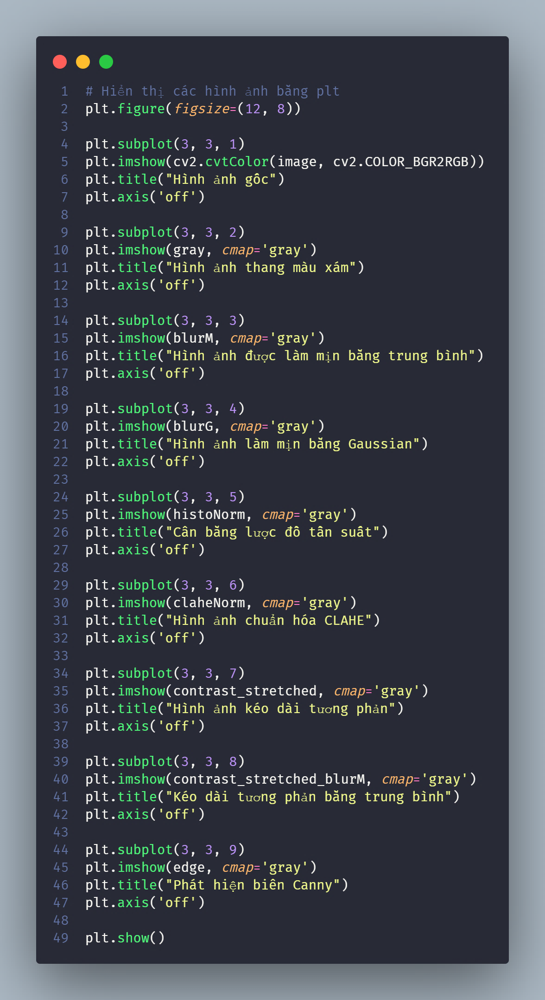 1 # Hiển thị các hình ảnh bằng plt
2 plt.figure(figsize=(12, 8))
3
4 plt.subplot(3, 3, 1)
5 plt.imshow(cv2.cvtColor(image, cv2.COLOR_BGR2RGB))
6 plt.title("Hình ảnh gốc")
7 plt.axis('off')
8
9 plt.subplot(3, 3, 2)
10 plt.imshow(gray, cmap='gray')
11 plt.title("Hình ảnh thang màu xám")
12 plt.axis('off')
13
14 plt.subplot(3, 3, 3)
15 plt.imshow(blurM, cmap='gray')
16 plt.title("Hình ảnh được làm mịn bằng trung bình")
17 plt.axis('off')
18
19 plt.subplot(3, 3, 4)
20 plt.imshow(blurG, cmap='gray')
21 plt.title("Hình ảnh làm mịn bằng Gaussian")
22 plt.axis('off')
23
24 plt.subplot(3, 3, 5)
25 plt.imshow(histoNorm, cmap='gray')
26 plt.title("Cân bằng lược đồ tần suất")
27 plt.axis('off')
28
29 plt.subplot(3, 3, 6)
30 plt.imshow(claheNorm, cmap='gray')
31 plt.title("Hình ảnh chuẩn hóa CLAHE")
32 plt.axis('off')
33
34 plt.subplot(3, 3, 7)
35 plt.imshow(contrast_stretched, cmap='gray')
36 plt.title("Hình ảnh kéo dài tương phản")
37 plt.axis('off')
38
39 plt.subplot(3, 3, 8)
40 plt.imshow(contrast_stretched_blurM, cmap='gray')
41 plt.title("Kéo dài tương phản bằng trung bình")
42 plt.axis('off')
43
44 plt.subplot(3, 3, 9)
45 plt.imshow(edge, cmap='gray')
46 plt.title("Phát hiện biên Canny")
47 plt.axis('off')
48
49 plt.show()